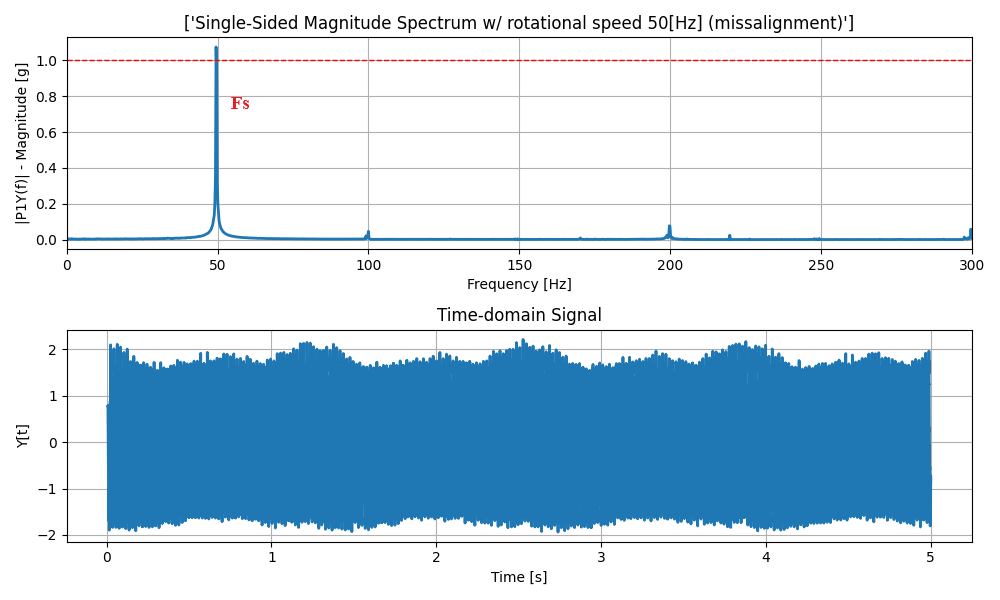 ['Single-Sided Magnitude Spectrum w/ rotational speed 50[Hz] (missalignment)']
|P1Y(f)| - Magnitude [g]
1.0
0.8
0.6
0.4
0.2
0.0
Fs
0 50 100 150 200 250 300
Frequency [Hz]
Time-domain Signal
Y[t]
2
1
0
−1
−2
0 1 2 3 4 5
Time [s]